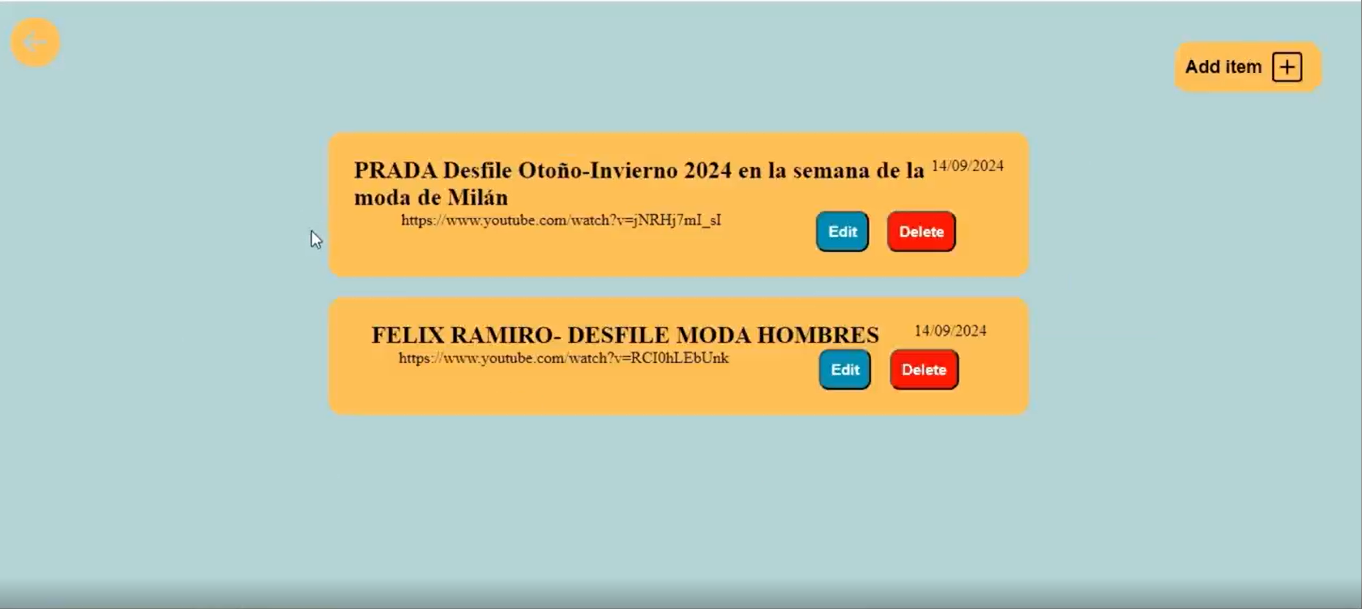 Add item
PRADA Desfile Otoño-Invierno 2024 en la semana de la
moda de Milán
14/09/2024
https://www.youtube.com/watch?v=jNRHj7mI_sI
Edit
Delete
FELIX RAMIRO- DESFILE MODA HOMBRES
14/09/2024
https://www.youtube.com/watch?v=RCI0hLEbUnk
Edit
Delete